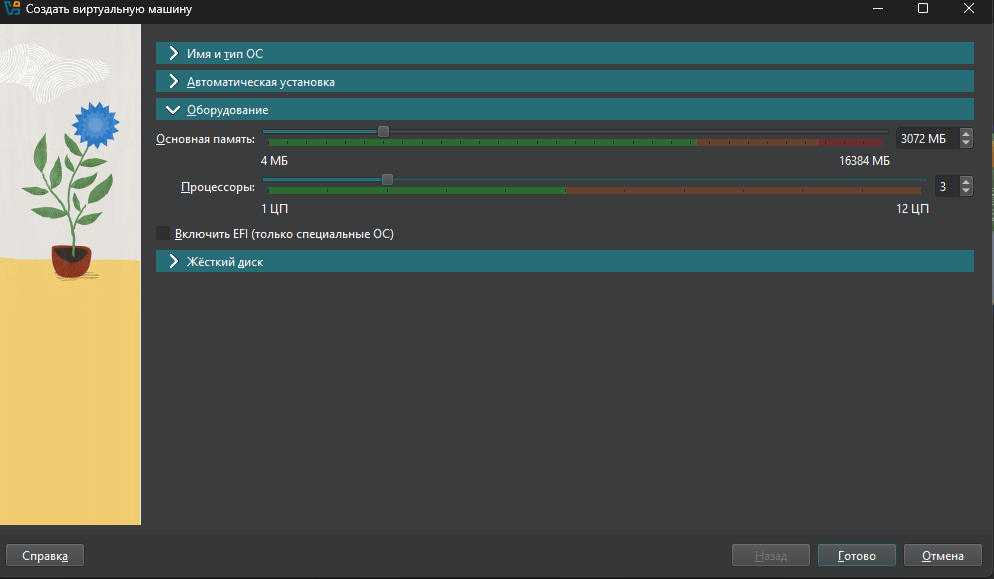 Создать виртуальную машину
Имя и тип ОС
Автоматическая установка
Оборудование
Основная память: 3072 МБ
4 МБ 16384 МБ
Процессоры: 3
1 ЦП 12 ЦП
Включить EFI (только специальные ОС)
Жёсткий диск
Справка Назад Готово Отмена